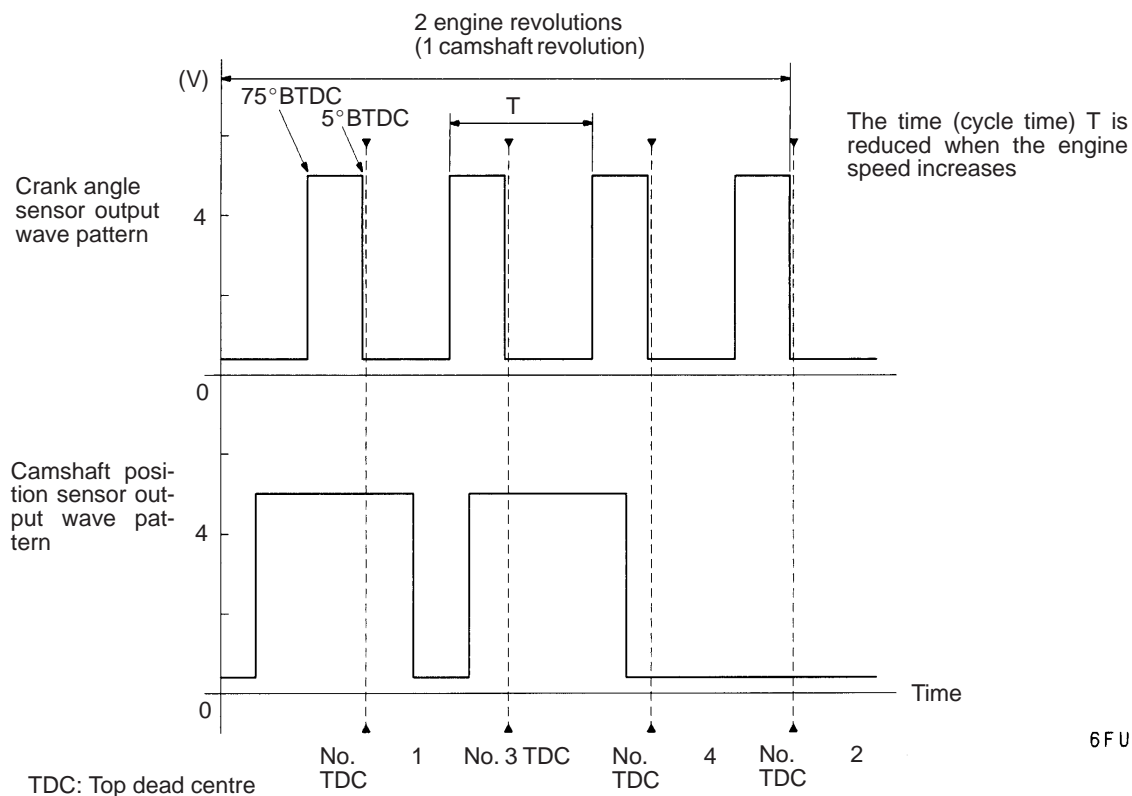 2 engine revolutions
(1 camshaft revolution)
(V)
75°BTDC
5°BTDC
T
The time (cycle time) T is
reduced when the engine
speed increases
Crank angle
sensor output
wave pattern
4
0
Camshaft posi-
tion sensor out-
put wave pat-
tern
4
0
Time
No. 1
TDC
No. 3 TDC
No. 4
TDC
No. 2
TDC
6FU
TDC: Top dead centre